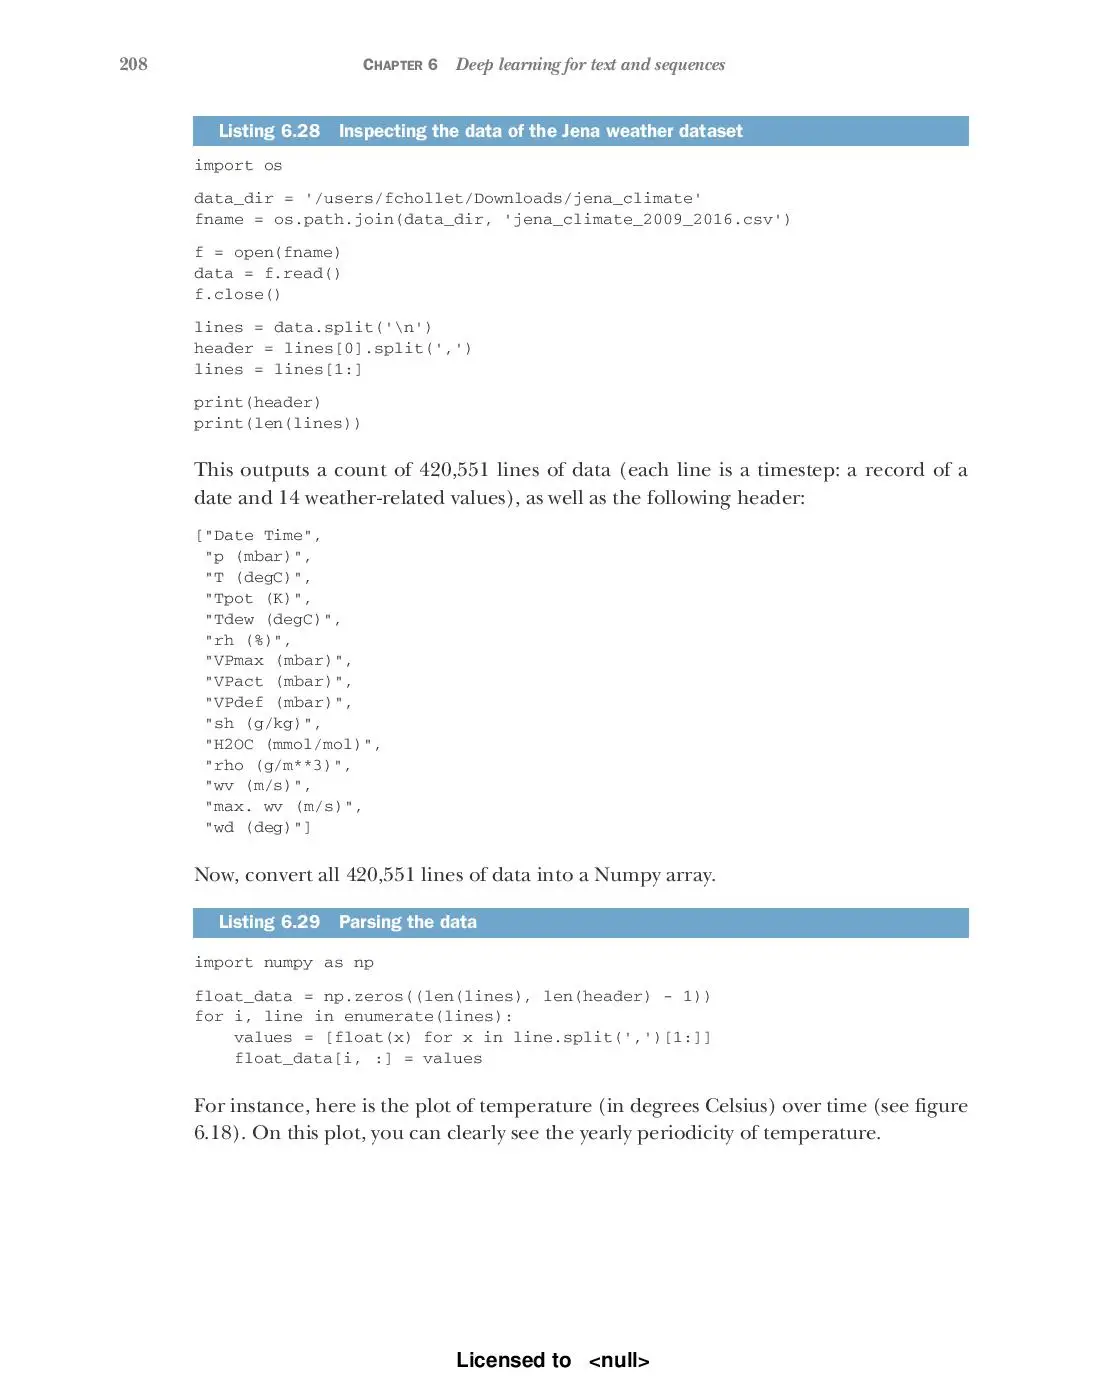 208 CHAPTER 6 Deep learning for text and sequences
Listing 6.28 Inspecting the data of the Jena weather dataset
import os
data_dir = '/users/fchollet/Downloads/jena_climate'
fname = os.path.join(data_dir, 'jena_climate_2009_2016.csv')
f = open(fname)
data = f.read()
f.close()
lines = data.split('\n')
header = lines[0].split(',')
lines = lines[1:]
print(header)
print(len(lines))
This outputs a count of 420,551 lines of data (each line is a timestep: a record of a
date and 14 weather-related values), as well as the following header:
["Date Time",
 "p (mbar)",
 "T (degC)",
 "Tpot (K)",
 "Tdew (degC)",
 "rh (%)",
 "VPmax (mbar)",
 "VPact (mbar)",
 "VPdef (mbar)",
 "sh (g/kg)",
 "H2OC (mmol/mol)",
 "rho (g/m**3)",
 "wv (m/s)",
 "max. wv (m/s)",
 "wd (deg)"]
Now, convert all 420,551 lines of data into a Numpy array.
Listing 6.29 Parsing the data
import numpy as np
float_data = np.zeros((len(lines), len(header) - 1))
for i, line in enumerate(lines):
    values = [float(x) for x in line.split(',')[1:]]
    float_data[i, :] = values
For instance, here is the plot of temperature (in degrees Celsius) over time (see figure
6.18). On this plot, you can clearly see the yearly periodicity of temperature.
Licensed to <null>